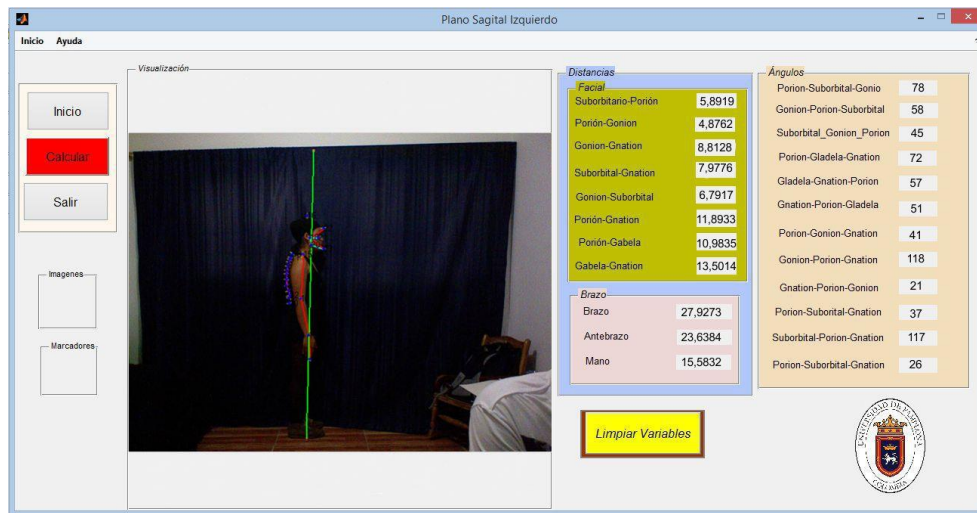 Plano Sagital Izquierdo
Inicio Ayuda
Inicio
Calcular
Salir
Imagenes
Marcadores
Visualización
Distancias
Facial
Suborbitario-Porión 5,8919
Porión-Gonion 4,8762
Gonion-Gnation 8,8128
Suborbital-Gnation 7,9776
Gonion-Suborbital 6,7917
Porión-Gnation 11,8933
Porión-Gabela 10,9835
Gabela-Gnation 13,5014
Brazo
Brazo 27,9273
Antebrazo 23,6384
Mano 15,5832
Limpiar Variables
Ángulos
Porion-Suborbital-Gonio 78
Gonion-Porion-Suborbital 58
Suborbital_Gonion_Porion 45
Porion-Gladela-Gnation 72
Gladela-Gnation-Porion 57
Gnation-Porion-Gladela 51
Porion-Gonion-Gnation 41
Gonion-Porion-Gnation 118
Gnation-Porion-Gonion 21
Porion-Suborital-Gnation 37
Suborbital-Porion-Gnation 117
Porion-Suborbital-Gnation 26
UNIVERSIDAD DE PAMPLONA
COLOMBIA